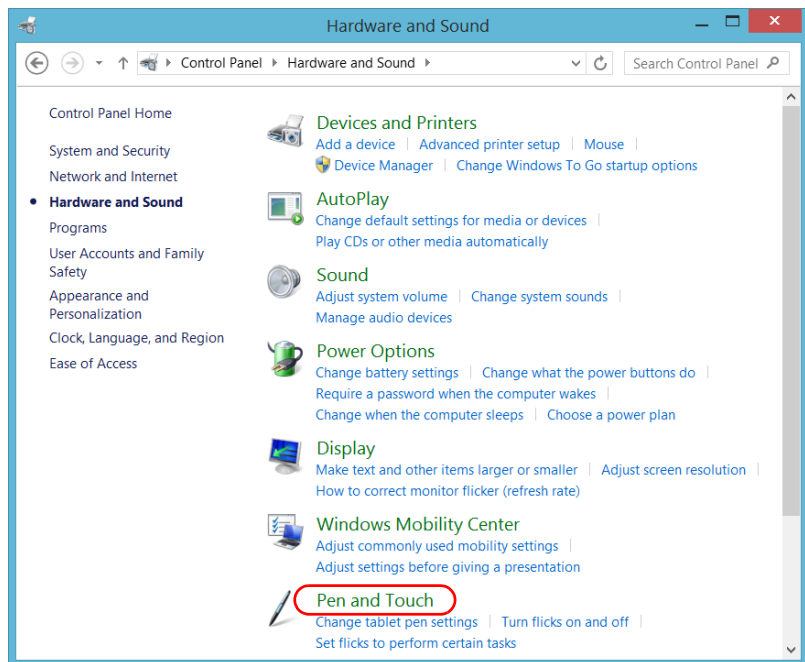 Hardware and Sound
Control Panel Hardware and Sound
Search Control Panel
Control Panel Home
System and Security
Network and Internet
Hardware and Sound
Programs
User Accounts and Family
Safety
Appearance and
Personalization
Clock, Language, and Region
Ease of Access
Devices and Printers
Add a device Advanced printer setup Mouse
Device Manager Change Windows To Go startup options
AutoPlay
Change default settings for media or devices
Play CDs or other media automatically
Sound
Adjust system volume Change system sounds
Manage audio devices
Power Options
Change battery settings Change what the power buttons do
Require a password when the computer wakes
Change when the computer sleeps Choose a power plan
Display
Make text and other items larger or smaller Adjust screen resolution
How to correct monitor flicker (refresh rate)
Windows Mobility Center
Adjust commonly used mobility settings
Adjust settings before giving a presentation
Pen and Touch
Change tablet pen settings Turn flicks on and off
Set flicks to perform certain tasks